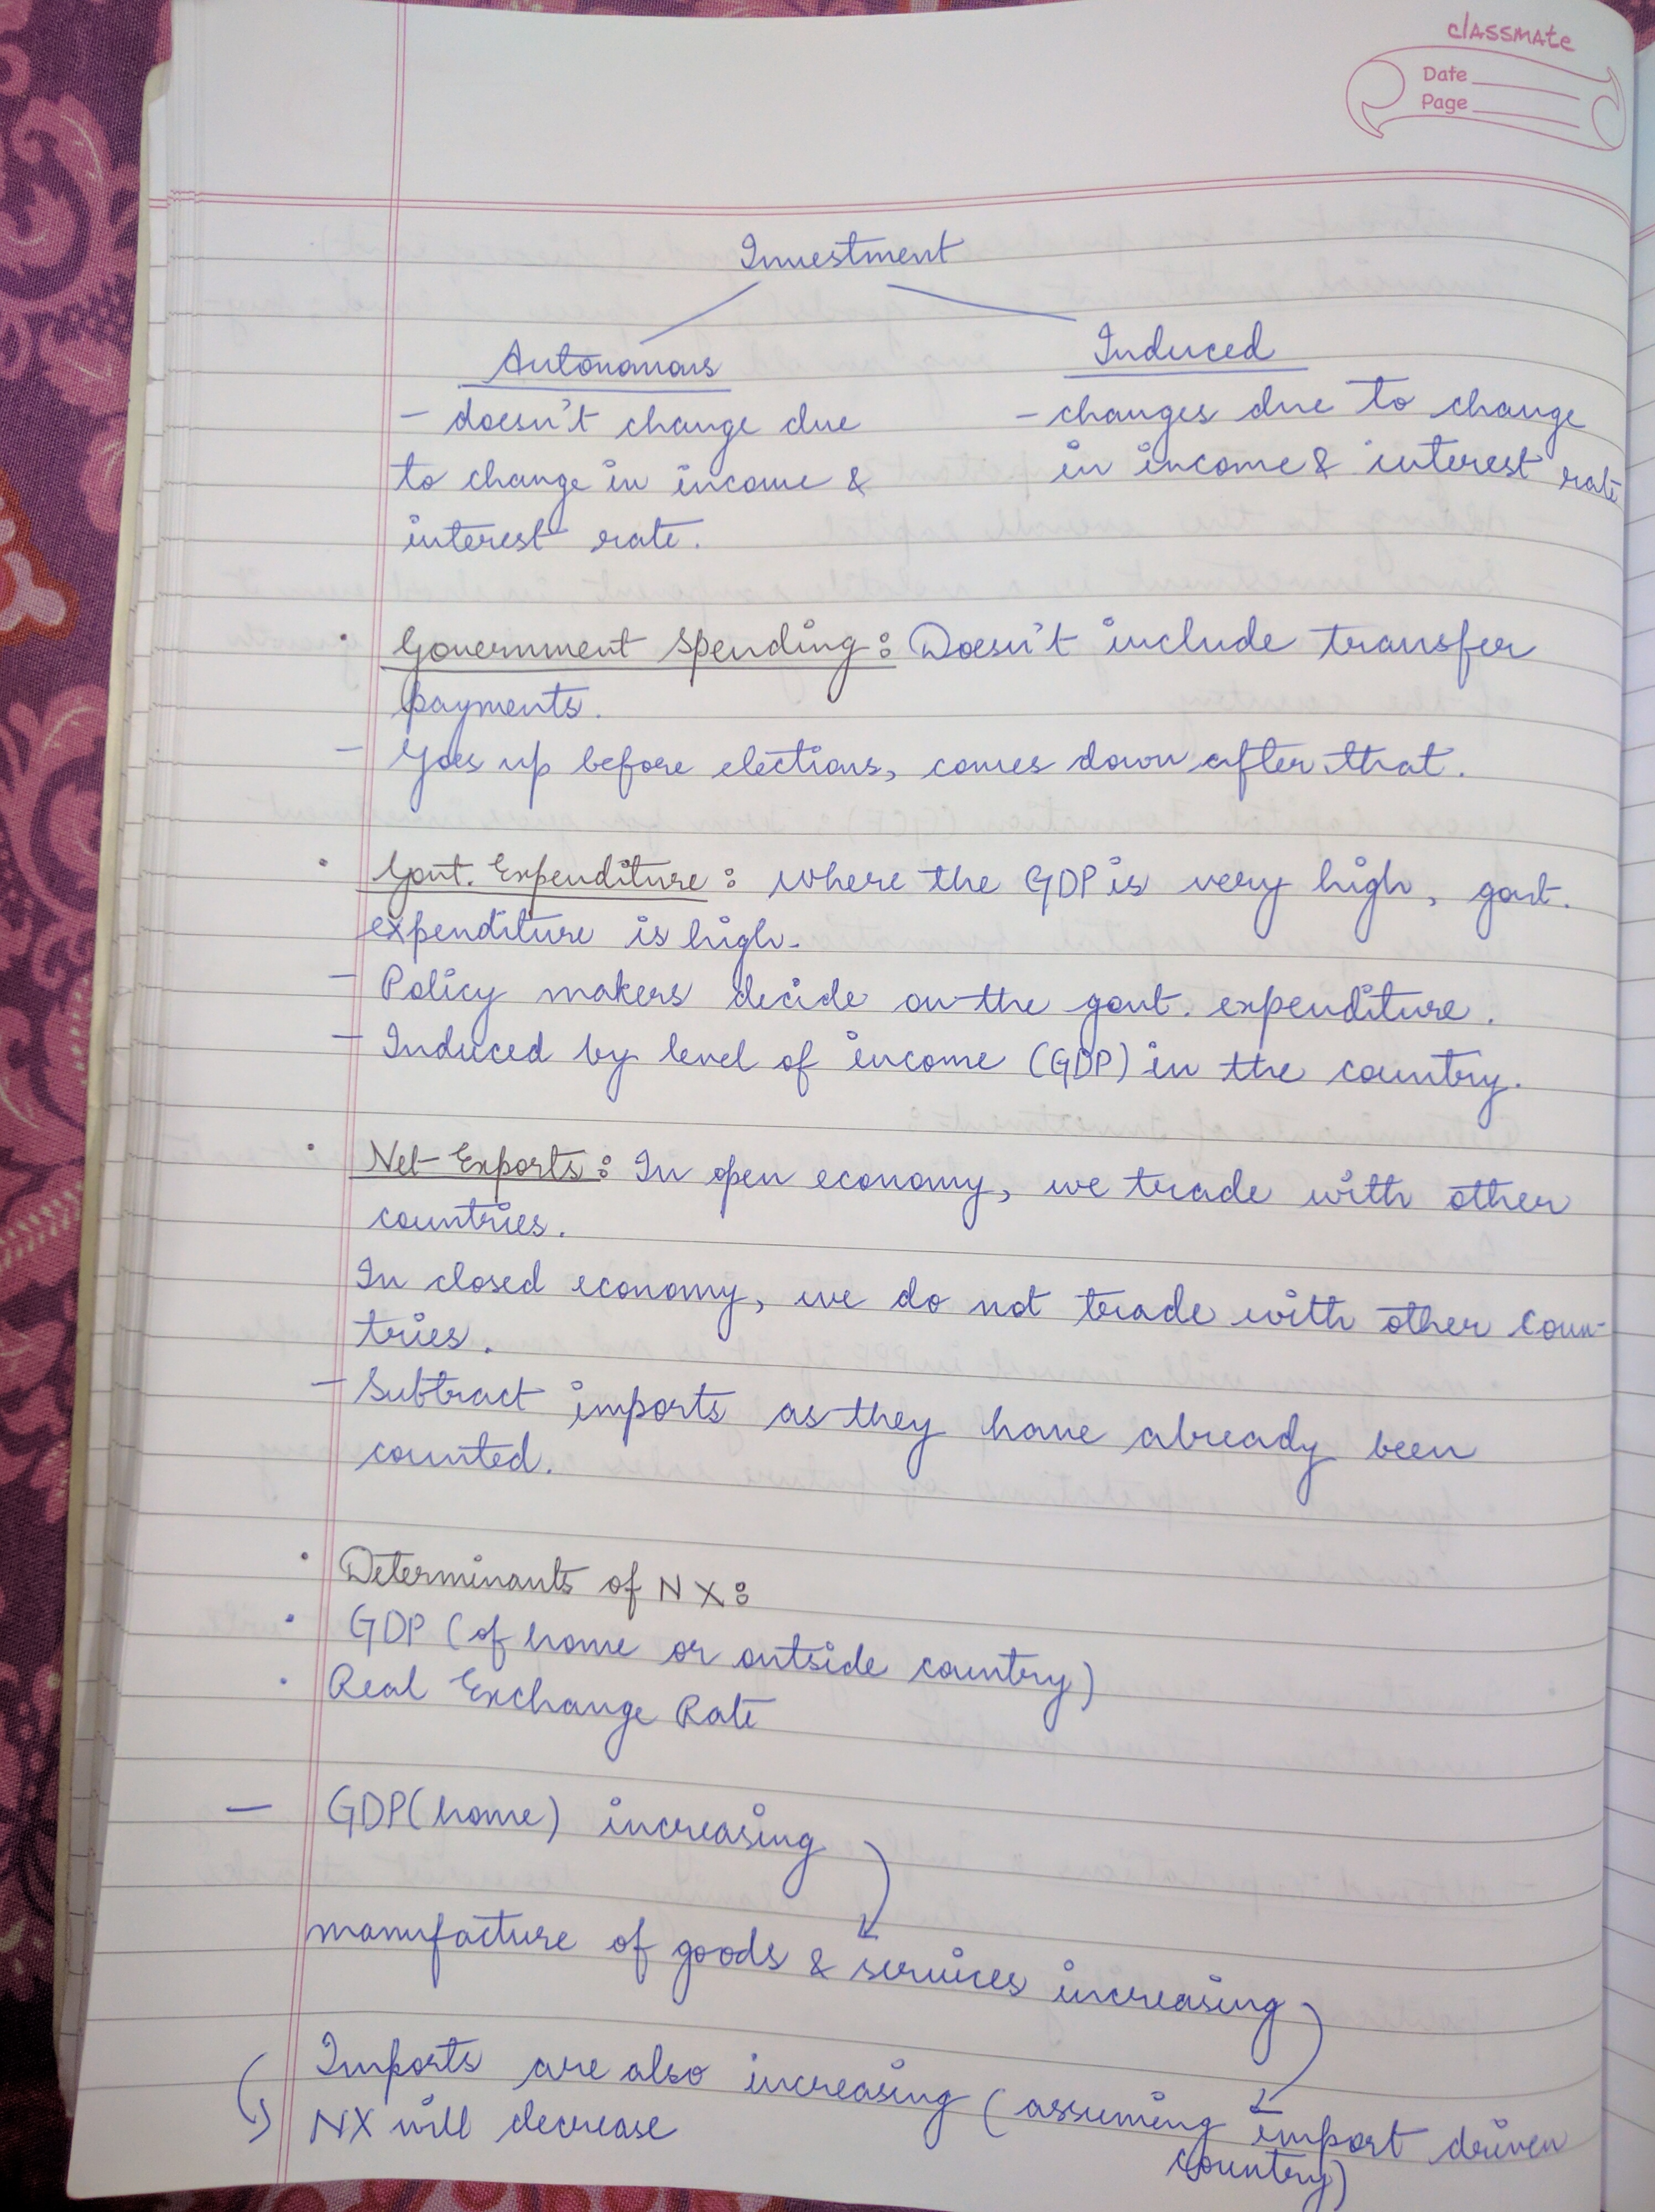 classmate
Date
Page
Investment
Autonomous
Induced
- doesn't change due
to change in income &
interest rate.
- changes due to change
in income & interest rate
• Government Spending: Doesn't include transfer
payments.
- Goes up before elections, comes down after that.
• Govt. Expenditure: where the GDP is very high, govt.
expenditure is high.
- Policy makers decide on the govt. expenditure.
- Induced by level of income (GDP) in the country.
• Net Exports: In open economy, we trade with other
countries.
In closed economy, we do not trade with other coun-
tries.
- Subtract imports as they have already been
counted.
• Determinants of NX:
• GDP (of home or outside country)
• Real Exchange Rate
- GDP (home) increasing
manufacture of goods & services increasing
Imports are also increasing (assuming import driven
country)
NX will decrease